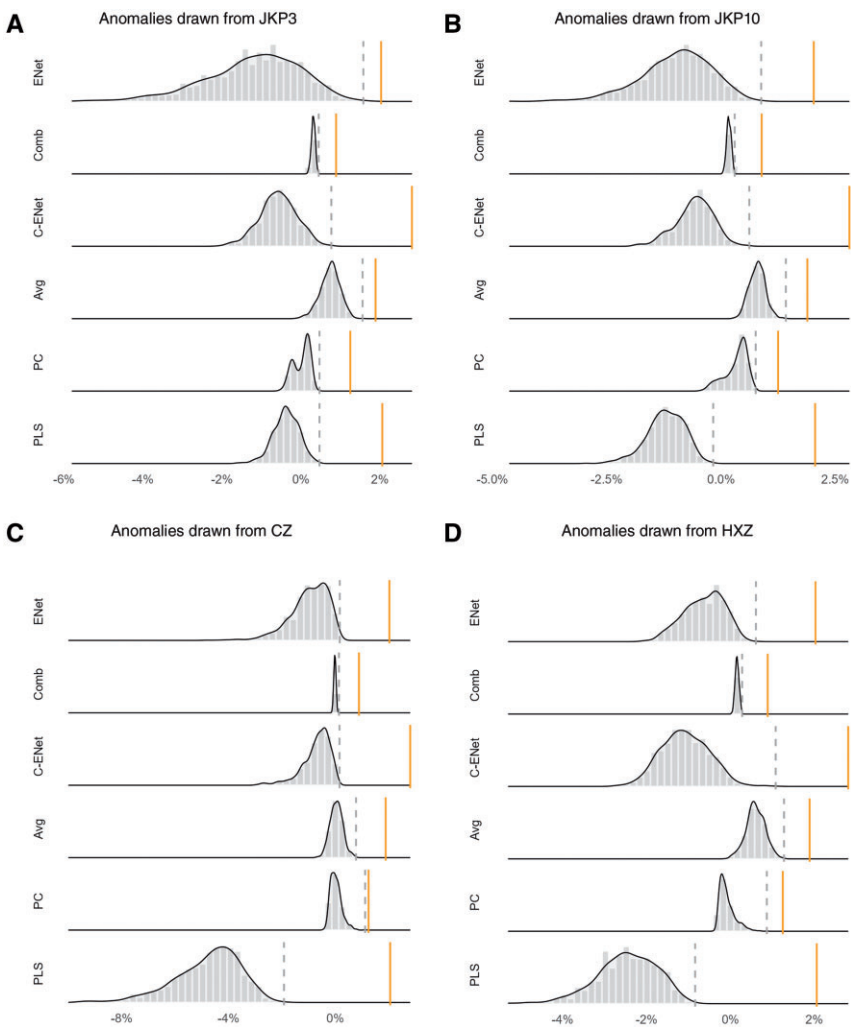 A
Anomalies drawn from JKP3
ENet
Comb
C-ENet
Avg
PC
PLS
-6%
-4%
-2%
0%
2%
B
Anomalies drawn from JKP10
ENet
Comb
C-ENet
Avg
PC
PLS
-5.0%
-2.5%
0.0%
2.5%
C
Anomalies drawn from CZ
ENet
Comb
C-ENet
Avg
PC
PLS
-8%
-4%
0%
D
Anomalies drawn from HXZ
ENet
Comb
C-ENet
Avg
PC
PLS
-4%
-2%
0%
2%